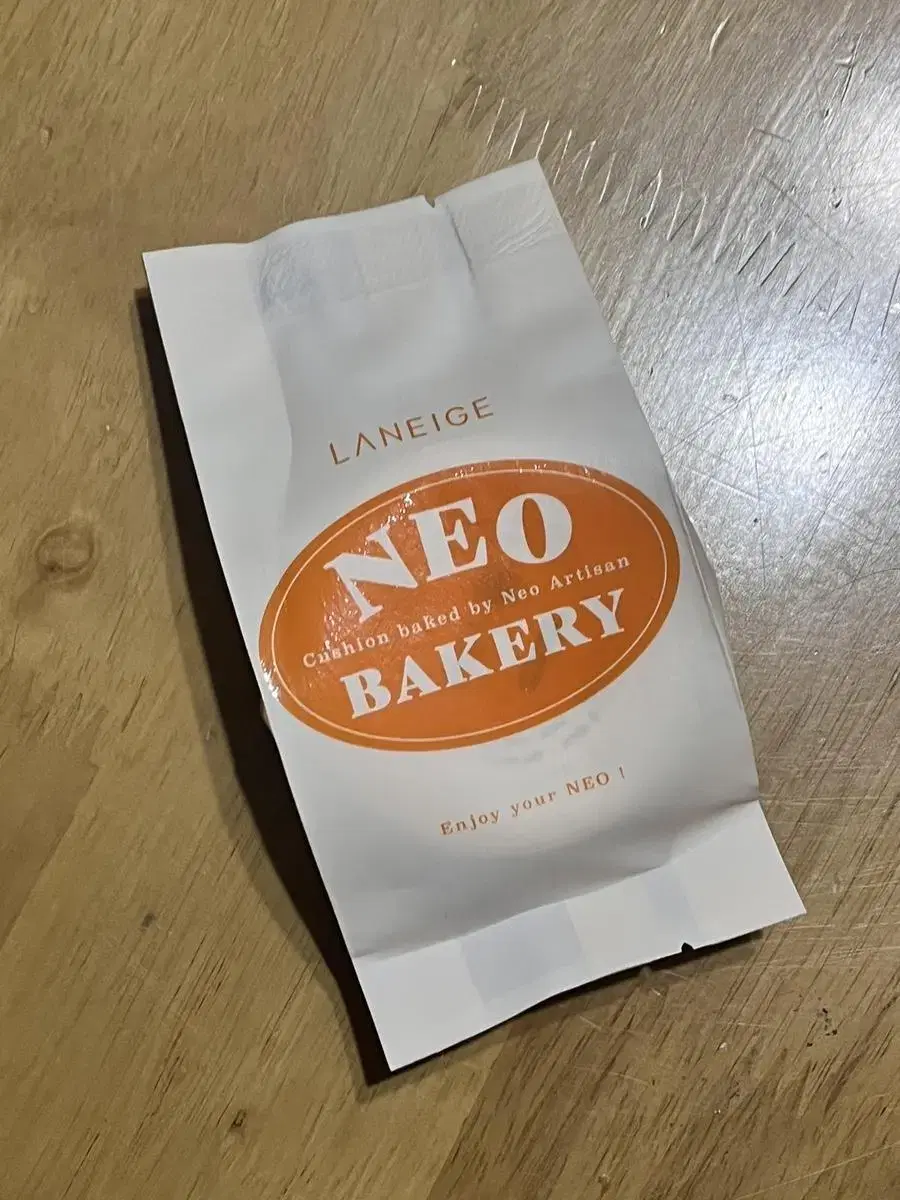 LANEIGE
NEO
Cushion baked by Neo Artisan
BAKERY
Enjoy your NEO !